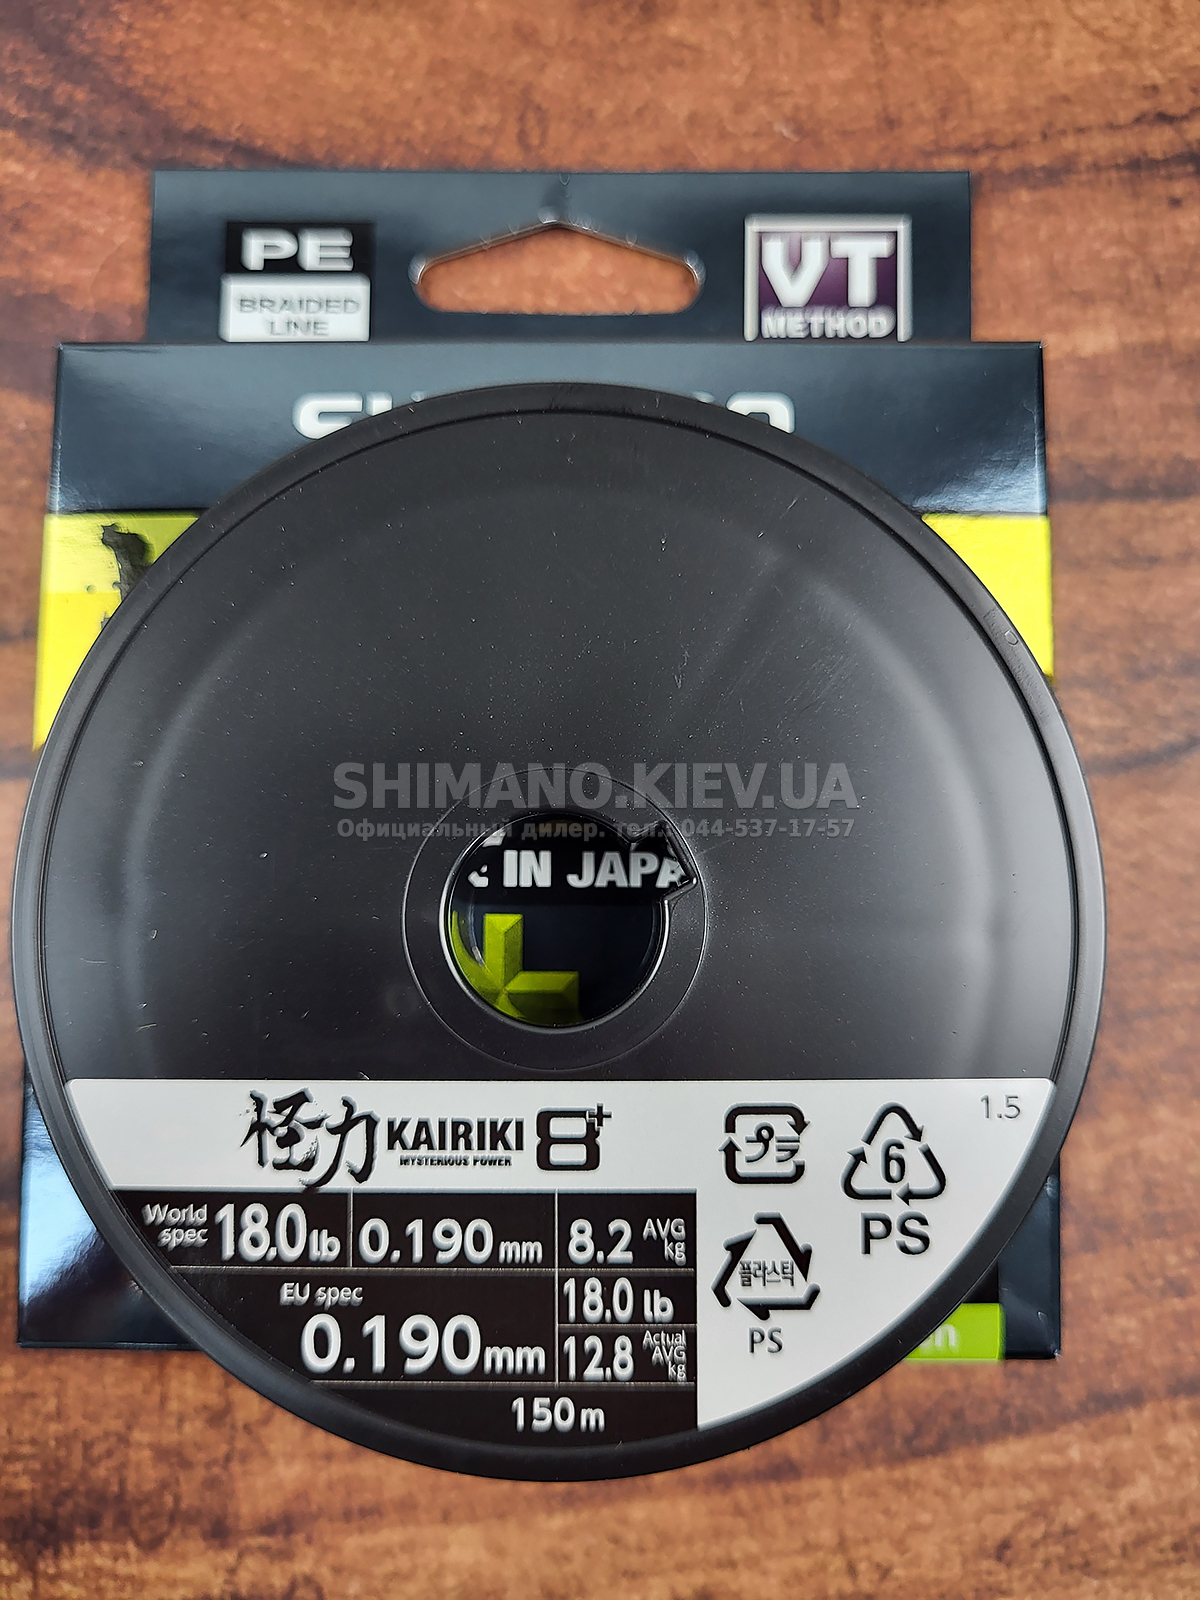 PE
BRAIDED
LINE
VT
METHOD
SHIMANO.KIEV.UA
Официальный дилер. тел.: 044-537-17-57
IN JAPA
怪力 KAIRIKI 8+
MYSTERIOUS POWER
1.5
World
spec
18.0 lb
0.190 mm
8.2 AVG
kg
EU spec
0.190 mm
18.0 lb
12.8 Actual
AVG
kg
150 m
プラ
6
PS
플라스틱
PS